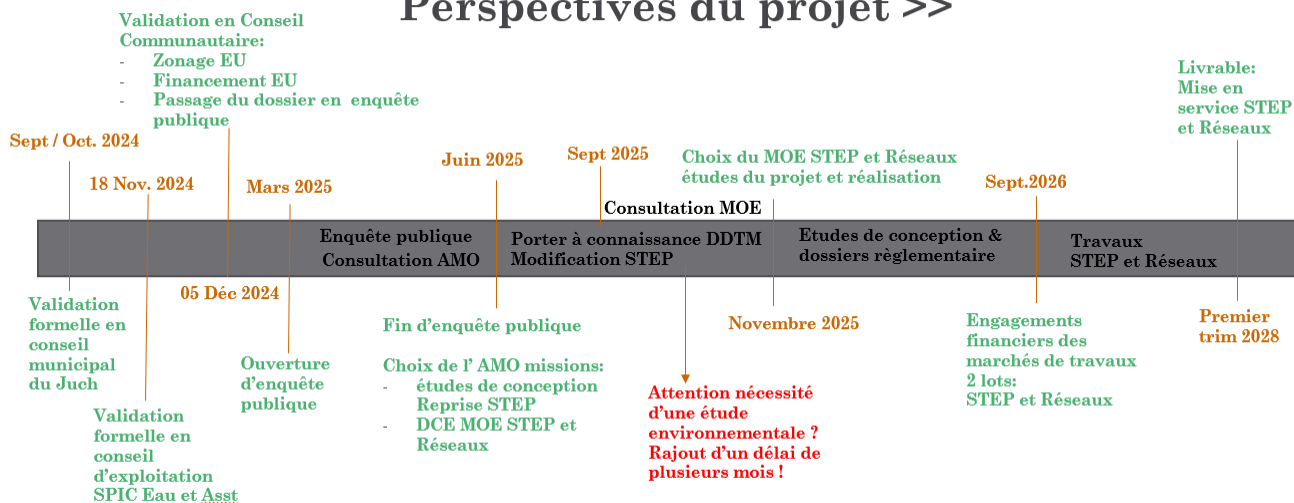 Perspectives du projet >>
Validation en Conseil
Communautaire:
- Zonage EU
- Financement EU
- Passage du dossier en enquête
publique
Sept / Oct. 2024
18 Nov. 2024
Mars 2025
Juin 2025
Sept 2025
Choix du MOE STEP et Réseaux
études du projet et réalisation
Sept.2026
Livrable:
Mise en
service STEP
et Réseaux
Consultation MOE
Enquête publique
Consultation AMO
Porter à connaissance DDTM
Modification STEP
Etudes de conception &
dossiers règlementaire
Travaux
STEP et Réseaux
Validation
formelle en
conseil
municipal
du Juch
05 Déc 2024
Validation
formelle en
conseil
d'exploitation
SPIC Eau et Asst
Ouverture
d'enquête
publique
Fin d'enquête publique
Choix de l' AMO missions:
- études de conception
Reprise STEP
- DCE MOE STEP et
Réseaux
Attention nécessité
d'une étude
environnementale ?
Rajout d'un délai de
plusieurs mois !
Novembre 2025
Engagements
financiers des
marchés de travaux
2 lots:
STEP et Réseaux
Premier
trim 2028